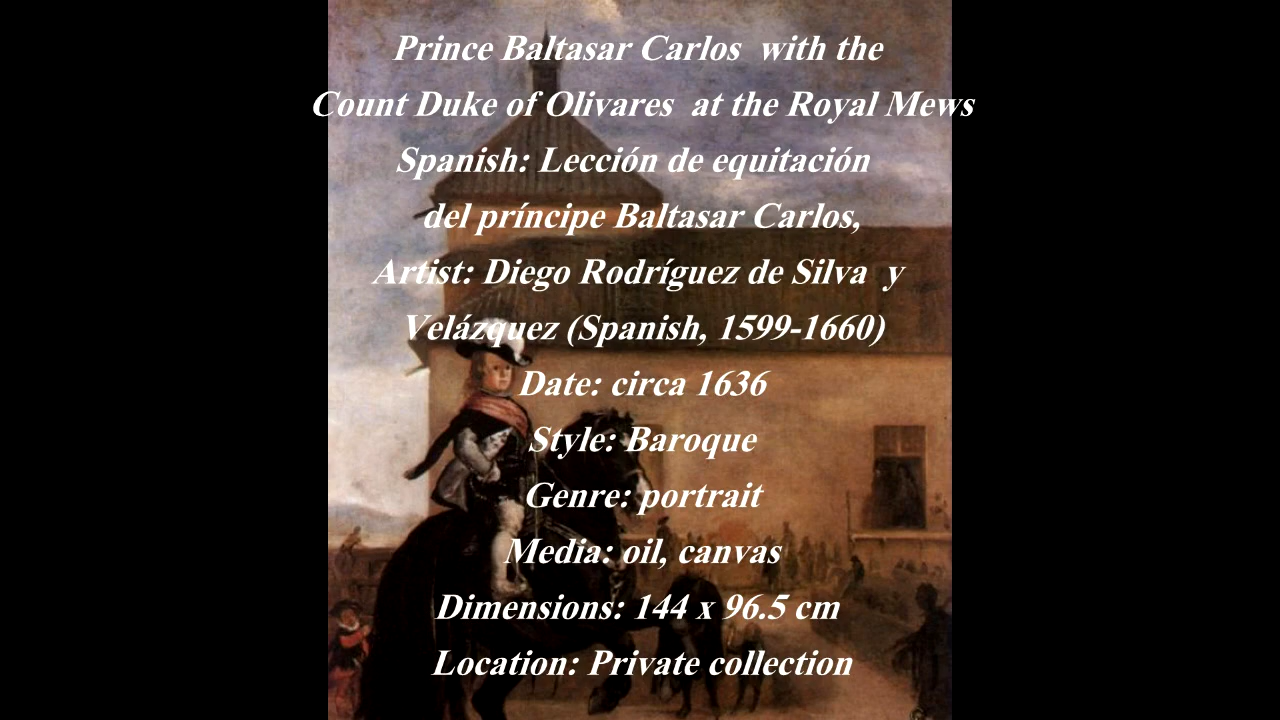 Prince Baltasar Carlos with the
Count Duke of Olivares at the Royal Mews
Spanish: Lección de equitación
del príncipe Baltasar Carlos,
Artist: Diego Rodríguez de Silva y
Velázquez (Spanish, 1599-1660)
Date: circa 1636
Style: Baroque
Genre: portrait
Media: oil, canvas
Dimensions: 144 x 96.5 cm
Location: Private collection